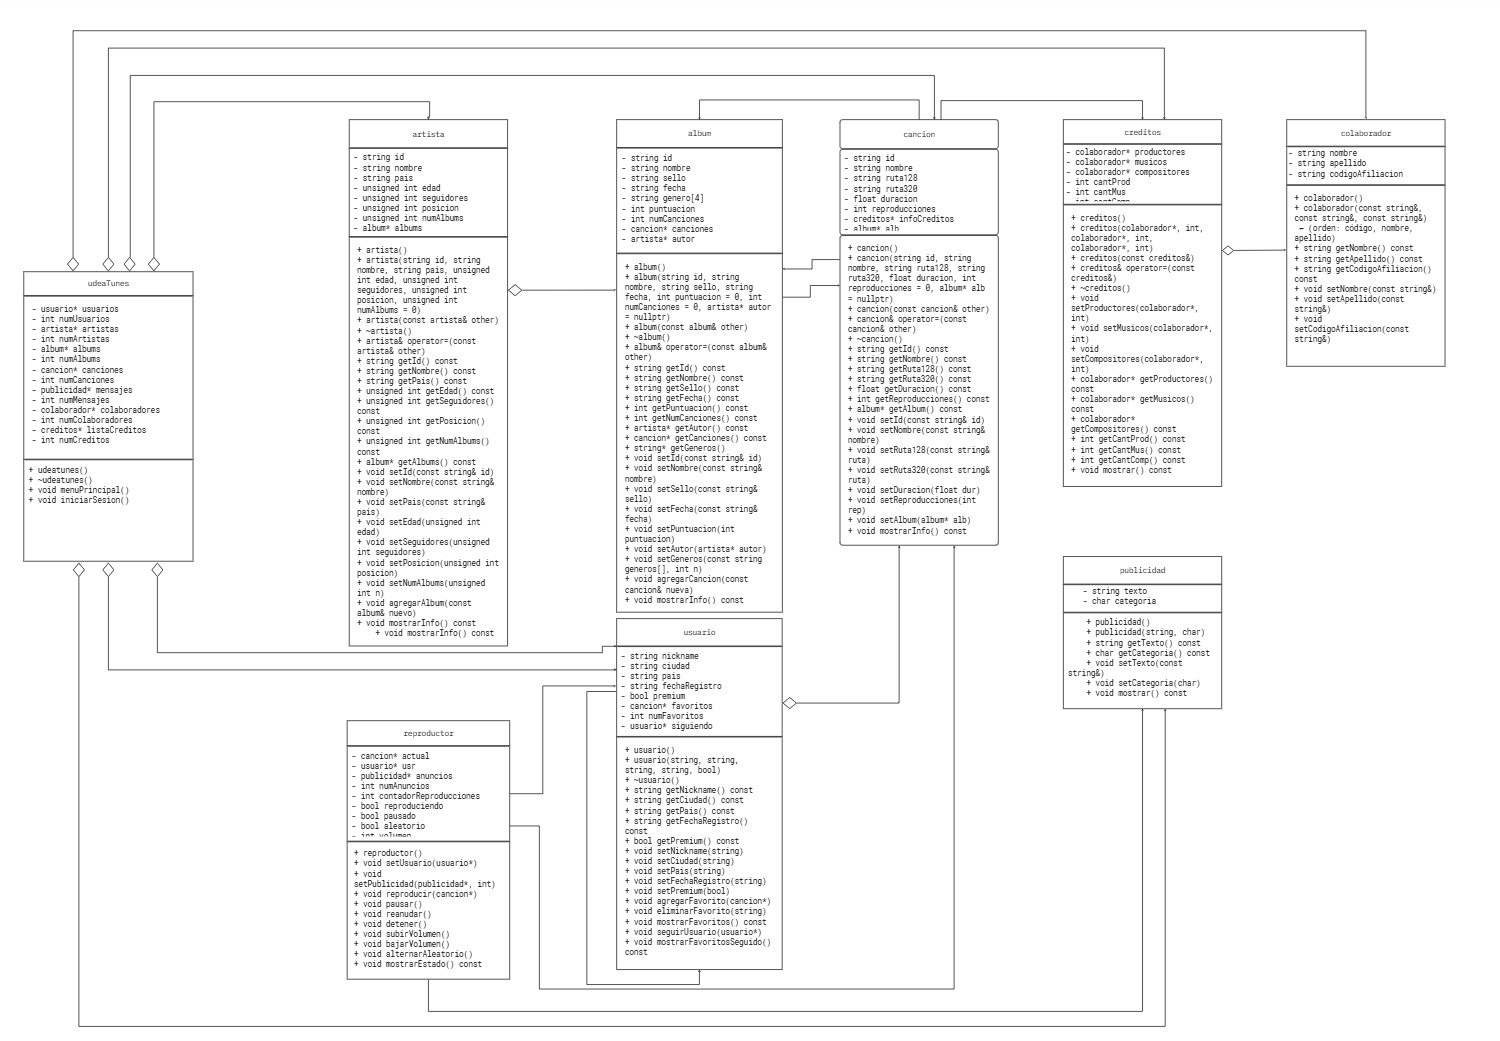 artista
- string id
- string nombre
- string pais
- unsigned int edad
- unsigned int seguidores
- unsigned int posicion
- unsigned int numAlbums
- album* albums
+ artista()
+ artista(string id, string
nombre, string pais, unsigned
int edad, unsigned int
seguidores, unsigned int
posicion, unsigned int
numAlbums = 0)
+ artista(const artista& other)
+ ~artista()
+ artista& operator=(const
artista& other)
+ string getId() const
+ string getNombre() const
+ string getPais() const
+ unsigned int getEdad() const
+ unsigned int getSeguidores()
const
+ unsigned int getPosicion()
const
+ unsigned int getNumAlbums()
const
+ album* getAlbums() const
+ void setId(const string& id)
+ void setNombre(const string&
nombre)
+ void setPais(const string&
pais)
+ void setEdad(unsigned int
edad)
+ void setSeguidores(unsigned
int seguidores)
+ void setPosicion(unsigned int
posicion)
+ void setNumAlbums(unsigned
int n)
+ void agregarAlbum(const
album& nuevo)
+ void mostrarInfo() const
+ void mostrarInfo() const
album
- string id
- string nombre
- string sello
- string fecha
- string genero[4]
- int puntuacion
- int numCanciones
- cancion* canciones
- artista* autor
+ album()
+ album(string id, string
nombre, string sello, string
fecha, int puntuacion = 0, int
numCanciones = 0, artista* autor
= nullptr)
+ album(const album& other)
+ ~album()
+ album& operator=(const album&
other)
+ string getId() const
+ string getNombre() const
+ string getSello() const
+ string getFecha() const
+ int getPuntuacion() const
+ int getNumCanciones() const
+ artista* getAutor() const
+ cancion* getCanciones() const
+ string* getGeneros()
+ void setId(const string& id)
+ void setNombre(const string&
nombre)
+ void setSello(const string&
sello)
+ void setFecha(const string&
fecha)
+ void setPuntuacion(int
puntuacion)
+ void setAutor(artista* autor)
+ void setGeneros(const string
generos[], int n)
+ void agregarCancion(const
cancion& nueva)
+ void mostrarInfo() const
cancion
- string id
- string nombre
- string ruta128
- string ruta320
- float duracion
- int reproducciones
- creditos* infoCreditos
- album* alb
+ cancion()
+ cancion(string id, string
nombre, string ruta128, string
ruta320, float duracion, int
reproducciones = 0, album* alb
= nullptr)
+ cancion(const cancion& other)
+ cancion& operator=(const
cancion& other)
+ ~cancion()
+ string getId() const
+ string getNombre() const
+ string getRuta128() const
+ string getRuta320() const
+ float getDuracion() const
+ int getReproducciones() const
+ album* getAlbum() const
+ void setId(const string& id)
+ void setNombre(const string&
nombre)
+ void setRuta128(const string&
ruta)
+ void setRuta320(const string&
ruta)
+ void setDuracion(float dur)
+ void setReproducciones(int
rep)
+ void setAlbum(album* alb)
+ void mostrarInfo() const
creditos
- colaborador* productores
- colaborador* musicos
- colaborador* compositores
- int cantProd
- int cantMus
- int cantComp
+ creditos()
+ creditos(colaborador*, int,
colaborador*, int,
colaborador*, int)
+ creditos(const creditos&)
+ creditos& operator=(const
creditos&)
+ ~creditos()
+ void
setProductores(colaborador*,
int)
+ void setMusicos(colaborador*,
int)
+ void
setCompositores(colaborador*,
int)
+ colaborador* getProductores()
const
+ colaborador* getMusicos()
const
+ colaborador*
getCompositores() const
+ int getCantProd() const
+ int getCantMus() const
+ int getCantComp() const
+ void mostrar() const
colaborador
- string nombre
- string apellido
- string codigoAfiliacion
+ colaborador()
+ colaborador(const string&,
const string&, const string&)
← (orden: código, nombre,
apellido)
+ string getNombre() const
+ string getApellido() const
+ string getCodigoAfiliacion()
const
+ void setNombre(const string&)
+ void setApellido(const
string&)
+ void
setCodigoAfiliacion(const
string&)
udeaTunes
- usuario* usuarios
- int numUsuarios
- artista* artistas
- int numArtistas
- album* albums
- int numAlbums
- cancion* canciones
- int numCanciones
- publicidad* mensajes
- int numMensajes
- colaborador* colaboradores
- int numColaboradores
- creditos* listaCreditos
- int numCreditos
+ udeatunes()
+ ~udeatunes()
+ void menuPrincipal()
+ void iniciarSesion()
publicidad
- string texto
- char categoria
+ publicidad()
+ publicidad(string, char)
+ string getTexto() const
+ char getCategoria() const
+ void setTexto(const
string&)
+ void setCategoria(char)
+ void mostrar() const
usuario
- string nickname
- string ciudad
- string pais
- string fechaRegistro
- bool premium
- cancion* favoritos
- int numFavoritos
- usuario* siguiendo
+ usuario()
+ usuario(string, string,
string, string, bool)
+ ~usuario()
+ string getNickname() const
+ string getCiudad() const
+ string getPais() const
+ string getFechaRegistro()
const
+ bool getPremium() const
+ void setNickname(string)
+ void setCiudad(string)
+ void setPais(string)
+ void setFechaRegistro(string)
+ void setPremium(bool)
+ void agregarFavorito(cancion*)
+ void eliminarFavorito(string)
+ void mostrarFavoritos() const
+ void seguirUsuario(usuario*)
+ void mostrarFavoritosSeguido()
const
reproductor
- cancion* actual
- usuario* usr
- publicidad* anuncios
- int numAnuncios
- int contadorReproducciones
- bool reproduciendo
- bool pausado
- bool aleatorio
- int volumen
+ reproductor()
+ void setUsuario(usuario*)
+ void
setPublicidad(publicidad*, int)
+ void reproducir(cancion*)
+ void pausar()
+ void reanudar()
+ void detener()
+ void subirVolumen()
+ void bajarVolumen()
+ void alternarAleatorio()
+ void mostrarEstado() const